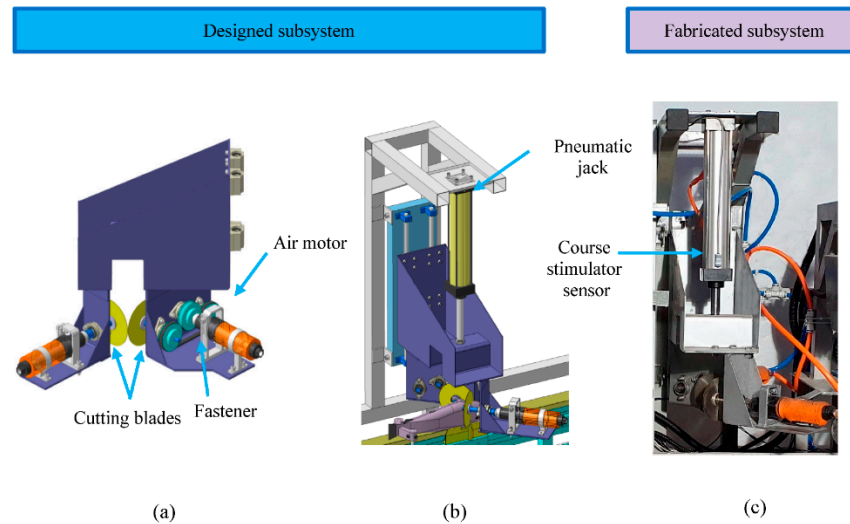 Designed subsystem
Fabricated subsystem
Pneumatic
jack
Air motor
Course
stimulator
sensor
Cutting blades
Fastener
(a)
(b)
(c)